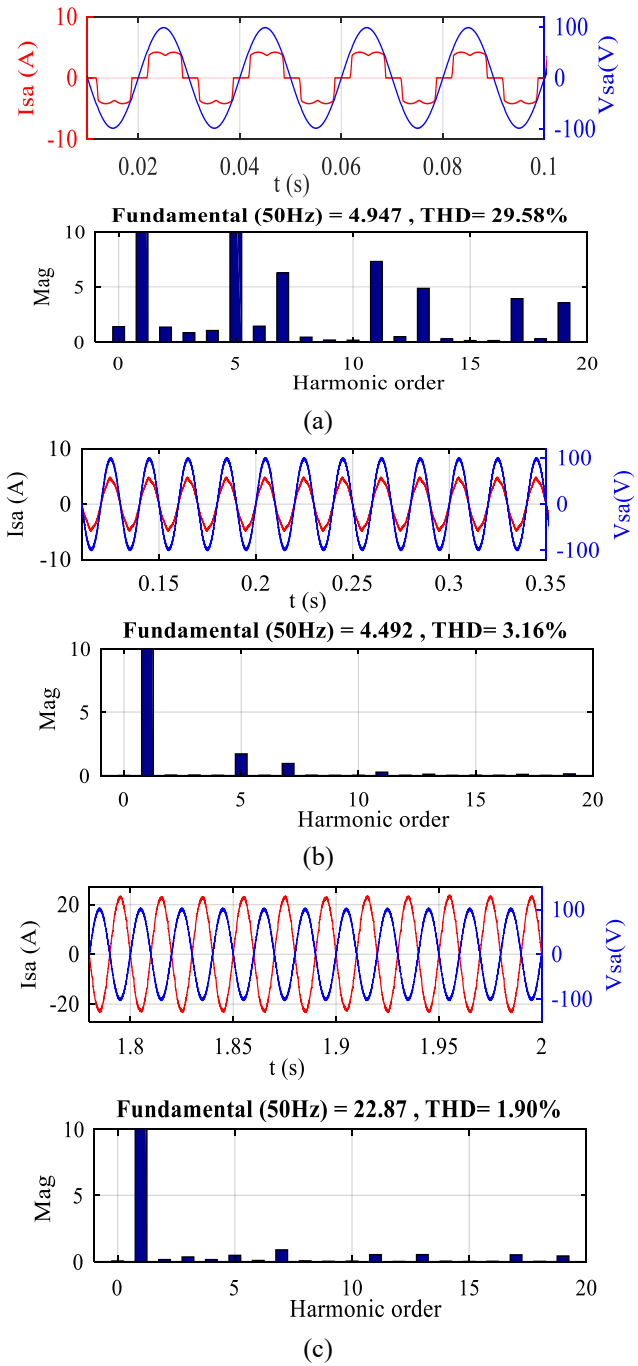 Isa (A)
10
0
-10
100
0
-100
Vsa(V)
0.02 0.04 0.06 0.08 0.1
t (s)
Fundamental (50Hz) = 4.947 , THD= 29.58%
Mag
10
5
0
0 5 10 15 20
Harmonic order
(a)
Isa (A)
10
0
-10
100
0
-100
Vsa(V)
0.15 0.2 0.25 0.3 0.35
t (s)
Fundamental (50Hz) = 4.492 , THD= 3.16%
Mag
10
5
0
0 5 10 15 20
Harmonic order
(b)
Isa (A)
20
0
-20
100
0
-100
Vsa(V)
1.8 1.85 1.9 1.95 2
t (s)
Fundamental (50Hz) = 22.87 , THD= 1.90%
Mag
10
5
0
0 5 10 15 20
Harmonic order
(c)